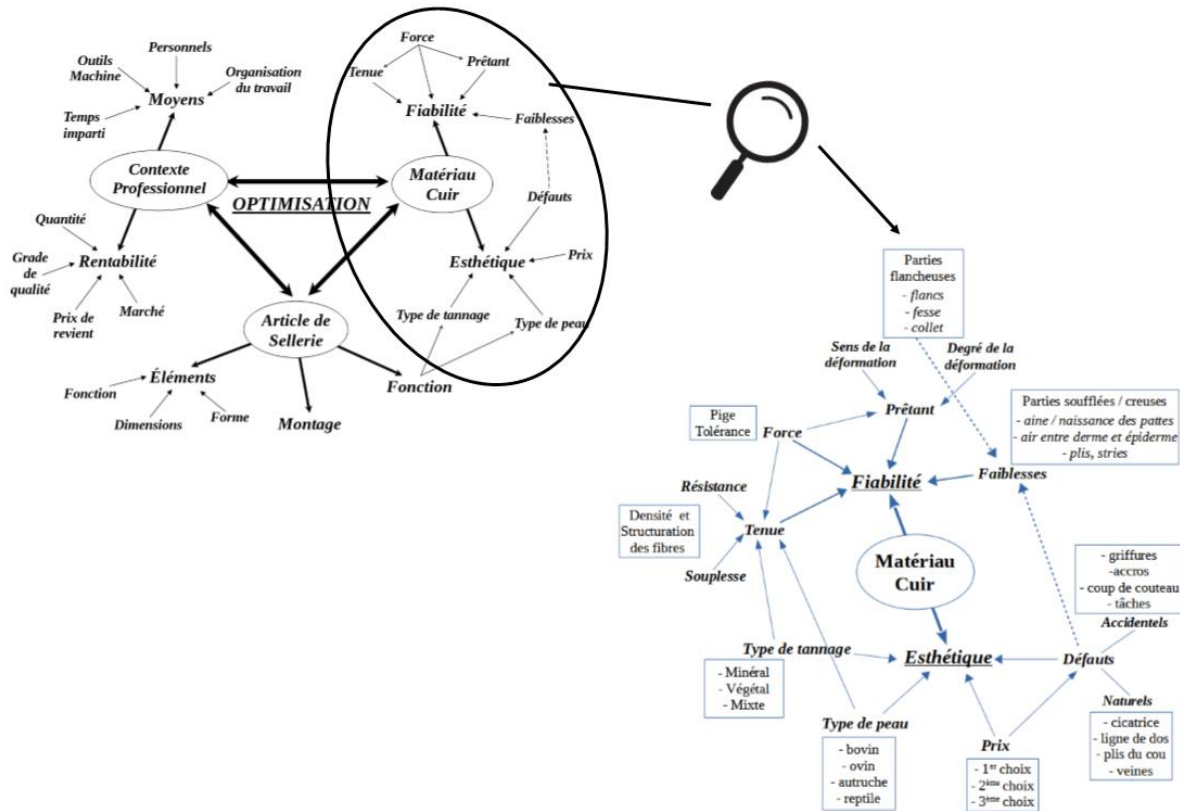 Force
Personnels
Outils
Machine
Tenue
Prêtant
Organisation
du travail
Moyens
Temps
imparti
Fiabilité
Faiblesses
Contexte
Professionnel
Matériau
Cuir
OPTIMISATION
Défauts
Quantité
Rentabilité
Esthétique
Prix
Grade
de
qualité
Prix de
revient
Marché
Article de
Sellerie
Type de tannage
Type de peau
Éléments
Fonction
Fonction
Dimensions
Forme
Montage
Parties
flancheuses
- flancs
- fesse
- collet
Sens de la
déformation
Degré de la
déformation
Prêtant
Parties soufflées / creuses
- aine / naissance des pattes
- air entre derme et épiderme
- plis, stries
Pige
Tolérance
Force
Fiabilité
Faiblesses
Résistance
Densité et
Structuration
des fibres
Tenue
Souplesse
Matériau
Cuir
- griffures
-accros
- coup de couteau
- tâches
Accidentels
Type de tannage
Esthétique
Défauts
- Minéral
- Végétal
- Mixte
Naturels
- cicatrice
- ligne de dos
- plis du cou
- veines
Type de peau
- bovin
- ovin
- autruche
- reptile
Prix
- 1er choix
- 2ème choix
- 3ème choix